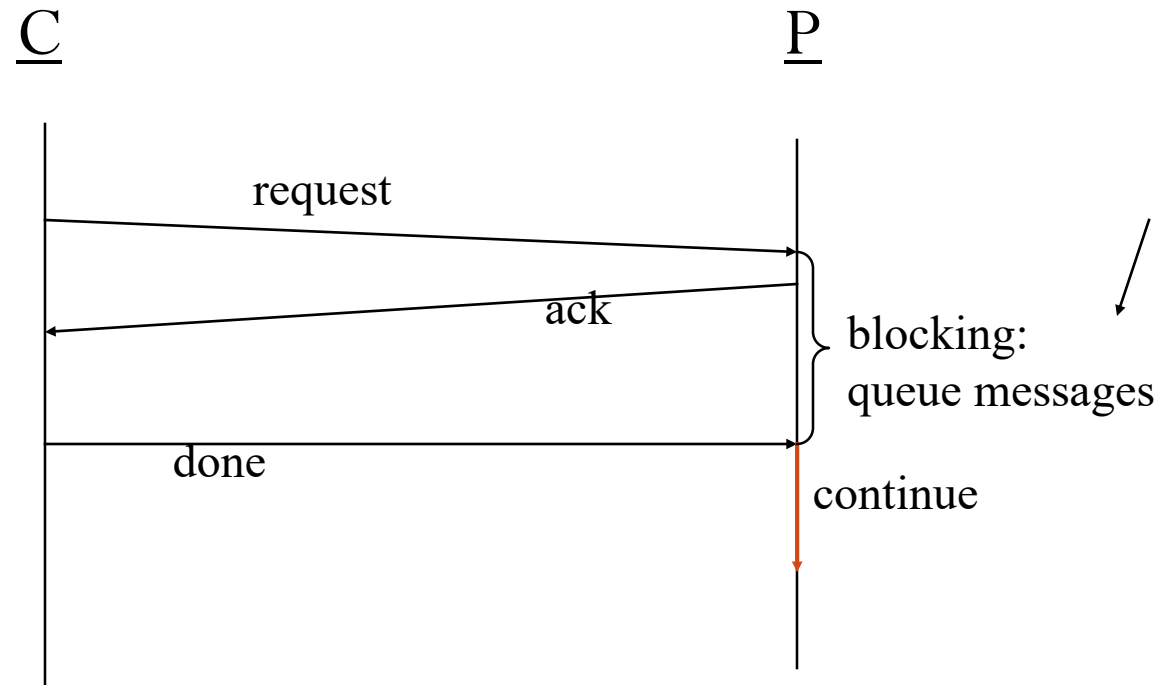 C
P
request
ack
blocking:
queue messages
done
continue